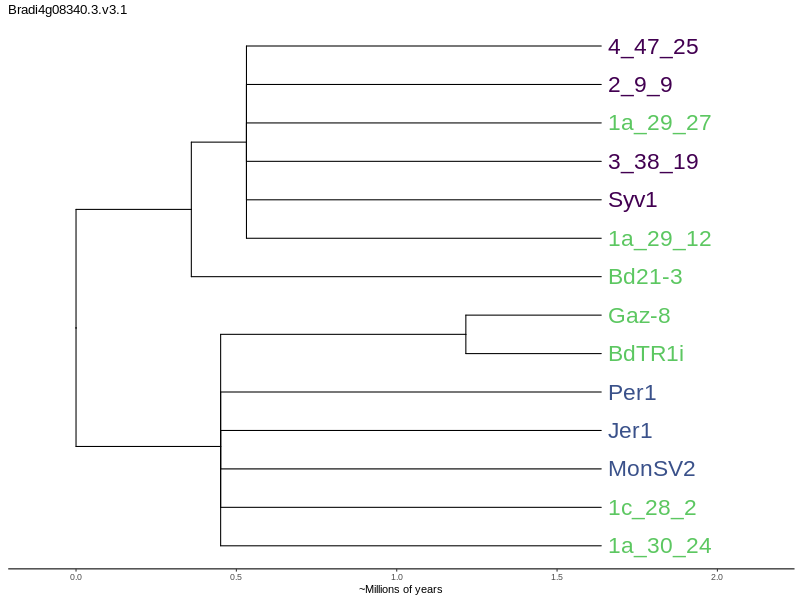 Bradi4g08340.3.v3.1
4_47_25
2_9_9
1a_29_27
3_38_19
Syv1
1a_29_12
Bd21-3
Gaz-8
BdTR1i
Per1
Jer1
MonSV2
1c_28_2
1a_30_24
0.0 0.5 1.0 1.5 2.0
~Millions of years